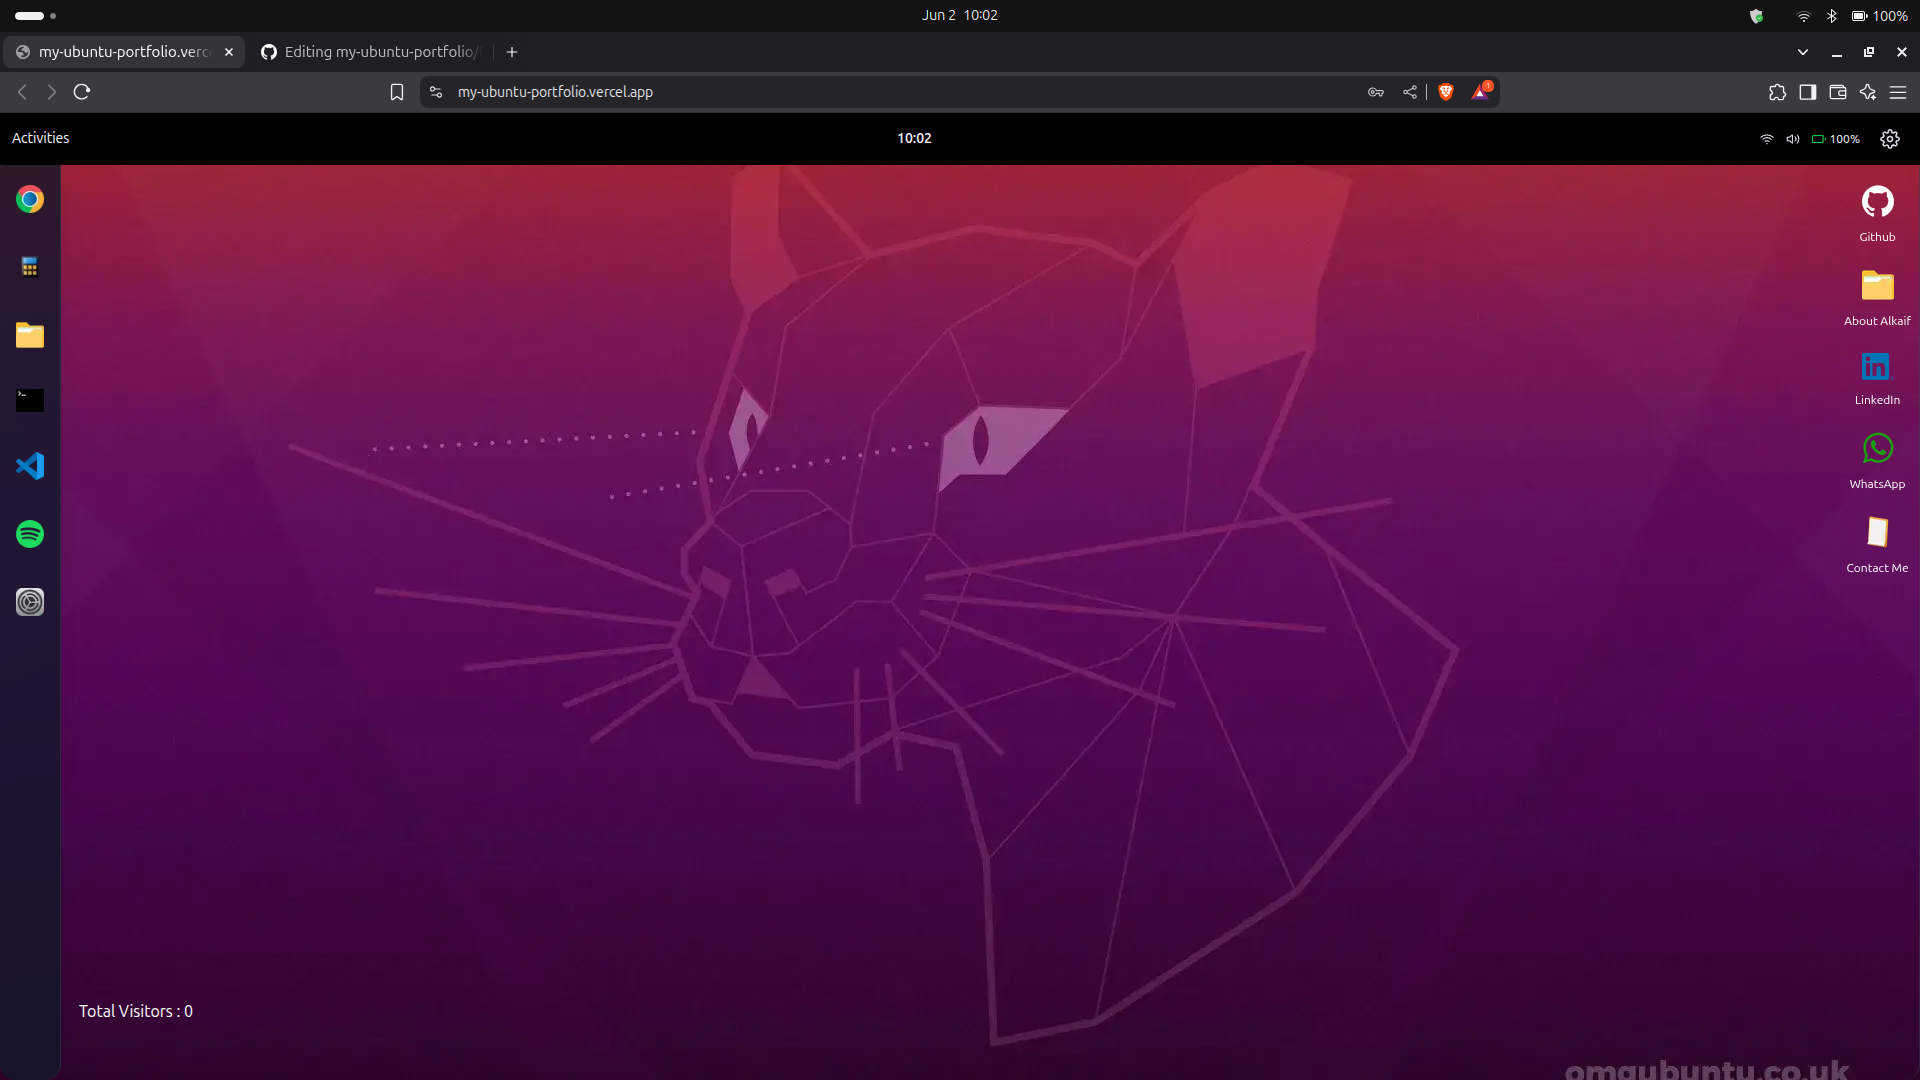 Jun 2 10:02
100%
my-ubuntu-portfolio.verc
Editing my-ubuntu-portfolio/
my-ubuntu-portfolio.vercel.app
1
Activities
10:02
100%
Github
About Alkaif
LinkedIn
WhatsApp
Contact Me
Total Visitors : 0
omgubuntu.co.uk